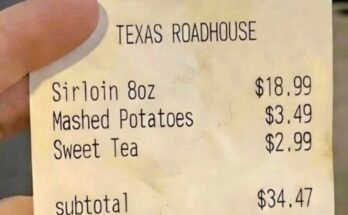 TEXAS ROADHOUSE
Sirloin 8oz $18.99
Mashed Potatoes $3.49
Sweet Tea $2.99
subtotal $34.47